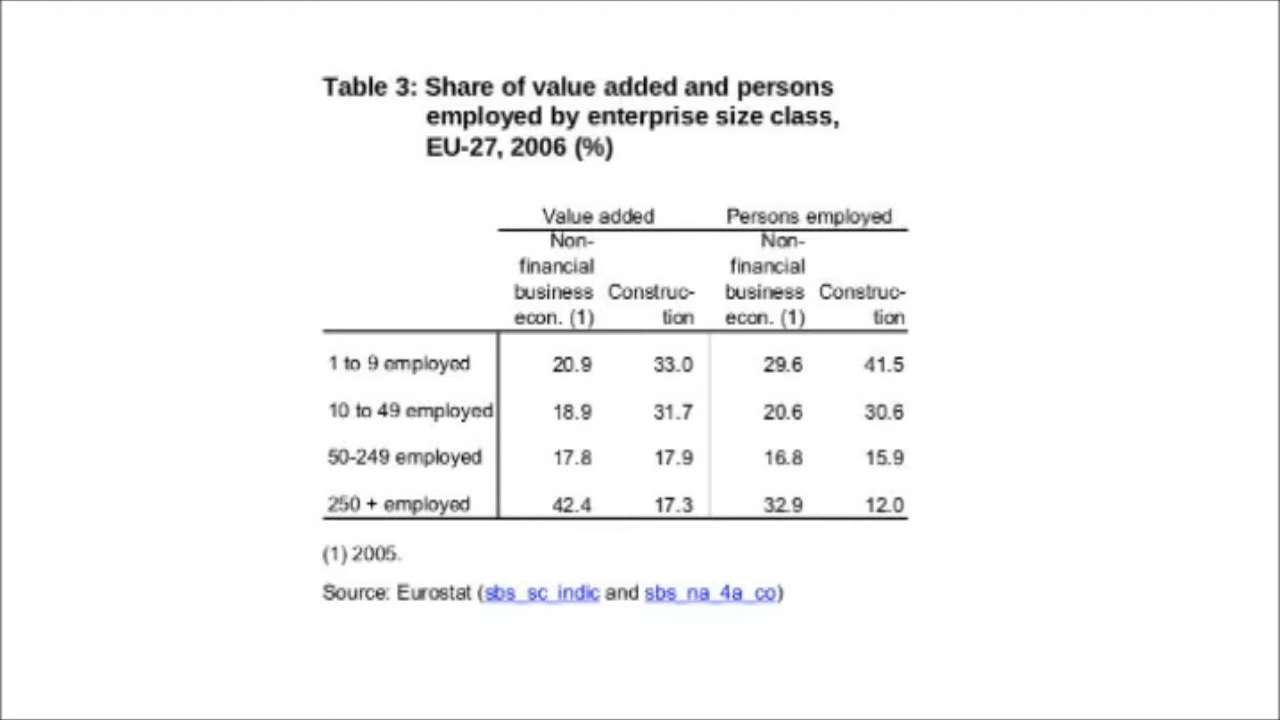 Table 3: Share of value added and persons
employed by enterprise size class,
EU-27, 2006 (%)
Value added Persons employed
Non- Non-
financial financial
business Construc- business Construc-
econ. (1) tion econ. (1) tion
1 to 9 employed 20.9 33.0 29.6 41.5
10 to 49 employed 18.9 31.7 20.6 30.6
50-249 employed 17.8 17.9 16.8 15.9
250 + employed 42.4 17.3 32.9 12.0
(1) 2005.
Source: Eurostat (sbs_sc_indic and sbs_na_4a_co)